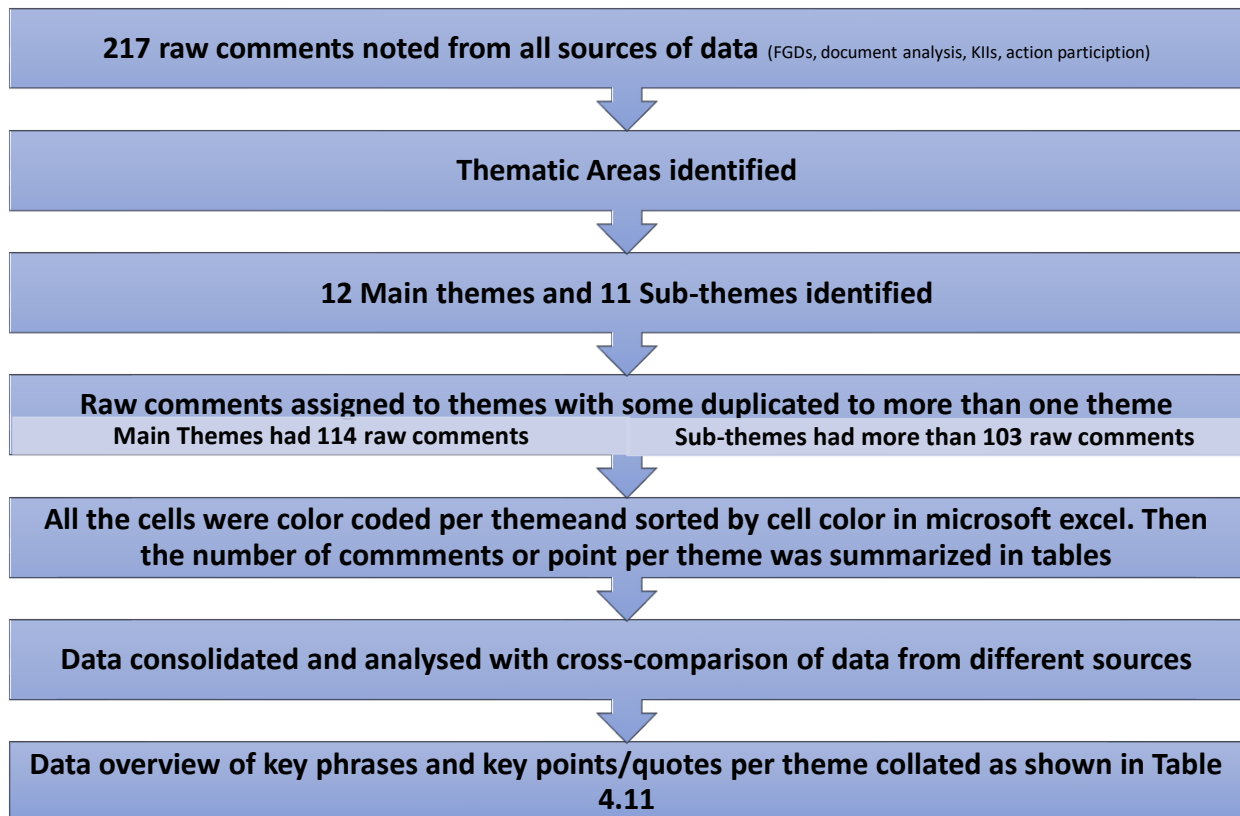 217 raw comments noted from all sources of data (FGDs, document analysis, KIIs, action particiption)
Thematic Areas identified
12 Main themes and 11 Sub-themes identified
Raw comments assigned to themes with some duplicated to more than one theme
Main Themes had 114 raw comments
Sub-themes had more than 103 raw comments
All the cells were color coded per themeand sorted by cell color in microsoft excel. Then
the number of commments or point per theme was summarized in tables
Data consolidated and analysed with cross-comparison of data from different sources
Data overview of key phrases and key points/quotes per theme collated as shown in Table
4.11